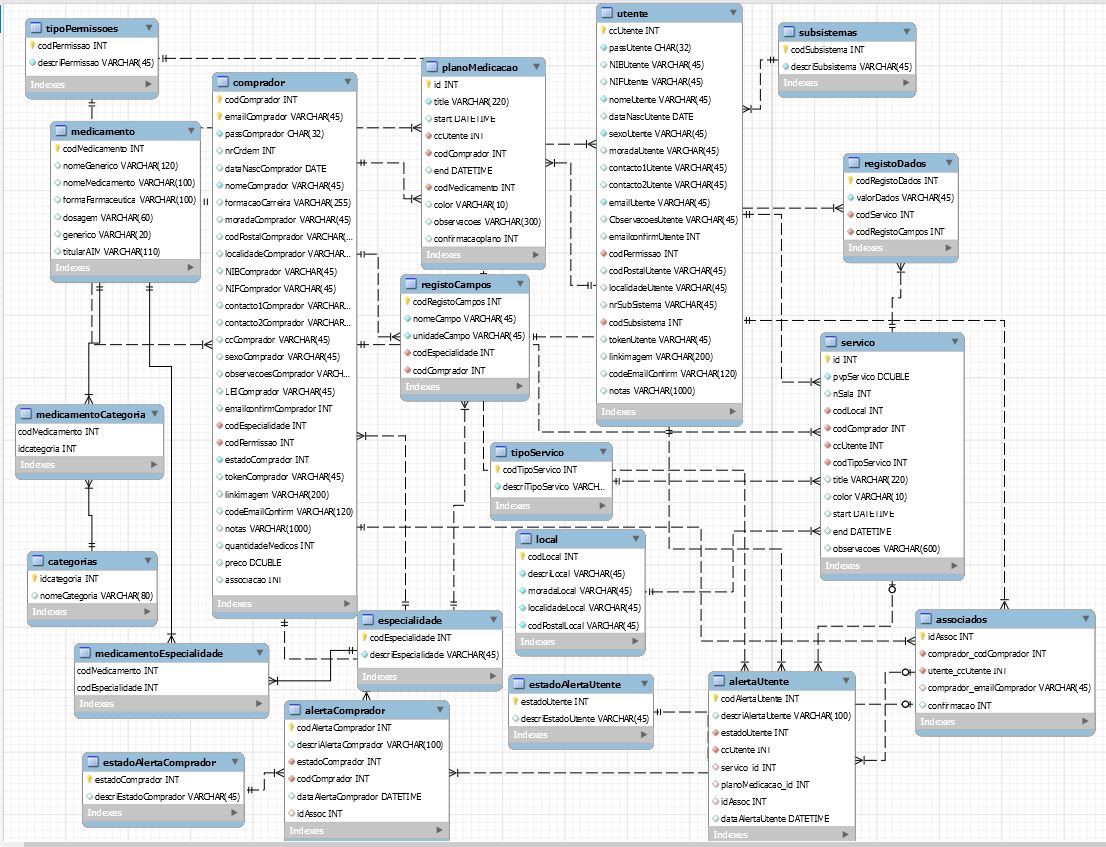 tipoPermissoes
codPermissao INT
descriPermissao VARCHAR(45)
Indexes
medicamento
codMedicamento INT
nomeGenerico VARCHAR(120)
nomeMedicamento VARCHAR(100)
formaFarmaceutica VARCHAR(100)
dosagem VARCHAR(60)
generico VARCHAR(20)
titularAIM VARCHAR(110)
Indexes
medicamentoCategoria
codMedicamento INT
idcategoria INT
Indexes
categorias
idcategoria INT
nomeCategoria VARCHAR(80)
Indexes
medicamentoEspecialidade
codMedicamento INT
codEspecialidade INT
Indexes
estadoAlertaComprador
estadoComprador INT
descriEstadoComprador VARCHAR(45)
Indexes
comprador
codComprador INT
emailComprador VARCHAR(45)
passComprador CHAR(32)
nrCrdem INT
dataNascComprador DATE
nomeComprador VARCHAR(45)
formacaoCarreira VARCHAR(255)
moradaComprador VARCHAR(45)
codPostalComprador VARCHAR(...
localidadeComprador VARCHAR(45)
NIBComprador VARCHAR(45)
NIFComprador VARCHAR(45)
contacto1Comprador VARCHAR...
contacto2Comprador VARCHAR...
ccComprador VARCHAR(45)
sexoComprador VARCHAR(45)
observacoesComprador VARCH...
LEIComprador VARCHAR(45)
emailconfirmComprador INT
codEspecialidade INT
codPermissao INT
estadoComprador INT
tokenComprador VARCHAR(45)
linkimagem VARCHAR(200)
codeEmailConfirm VARCHAR(120)
notas VARCHAR(1000)
quantidadeMedicos INT
preco DCUBLE
associacao INT
Indexes
planoMedicacao
id INT
title VARCHAR(220)
start DATETIME
ccUtente INT
codComprador INT
end DATETIME
codMedicamento INT
color VARCHAR(10)
observacoes VARCHAR(300)
confirmacaoplano INT
Indexes
registoCampos
codRegistoCampos INT
nomeCampo VARCHAR(45)
unidadeCampo VARCHAR(45)
codEspecialidade INT
codComprador INT
Indexes
tipoServico
codTipoServico INT
descriTipoServico VARCH...
Indexes
local
codLocal INT
descriLocal VARCHAR(45)
moradaLocal VARCHAR(45)
localidadeLocal VARCHAR(45)
codPostalLocal VARCHAR(45)
Indexes
especialidade
codEspecialidade INT
descriEspecialidade VARCHAR(45)
Indexes
estadoAlertaUtente
estadoUtente INT
descriEstadoUtente VARCHAR(45)
Indexes
alertaComprador
codAlertaComprador INT
descriAlertaComprador VARCHAR(100)
estadoComprador INT
codComprador INT
dataAlertaComprador DATETIME
idAssoc INT
Indexes
utente
ccUtente INT
passUtente CHAR(32)
NIBUtente VARCHAR(45)
NIFUtente VARCHAR(45)
nomeUtente VARCHAR(45)
dataNascUtente DATE
sexoUtente VARCHAR(45)
moradaUtente VARCHAR(45)
contacto1Utente VARCHAR(45)
contacto2Utente VARCHAR(45)
emailUtente VARCHAR(45)
CbservacoesUtente VARCHAR(45)
emailconfirmUtente INT
codPermissao INT
codPostalUtente VARCHAR(45)
localidadeUtente VARCHAR(45)
nrSubSistema VARCHAR(45)
codSubsistema INT
tokenUtente VARCHAR(45)
linkimagem VARCHAR(200)
codeEmailConfirm VARCHAR(120)
notas VARCHAR(1000)
Indexes
subsistemas
codSubsistema INT
descriSubsistema VARCHAR(45)
Indexes
registoDados
codRegistoDados INT
valorDados VARCHAR(45)
codServico INT
codRegistoCampos INT
Indexes
servico
id INT
pvpServico DCUBLE
nSala INT
codLocal INT
codComprador INT
ccUtente INT
codTipoServico INT
title VARCHAR(220)
color VARCHAR(10)
start DATETIME
end DATETIME
observacoes VARCHAR(600)
Indexes
associados
idAssoc INT
comprador_codComprador INT
utente_ccUtente INT
comprador_emailComprador VARCHAR(45)
confirmacao INT
Indexes
alertaUtente
codAlertaUtente INT
descriAlertaUtente VARCHAR(100)
estadoUtente INT
ccUtente INT
servico_id INT
planoMedicacao_id INT
idAssoc INT
dataAlertaUtente DATETIME
Indexes